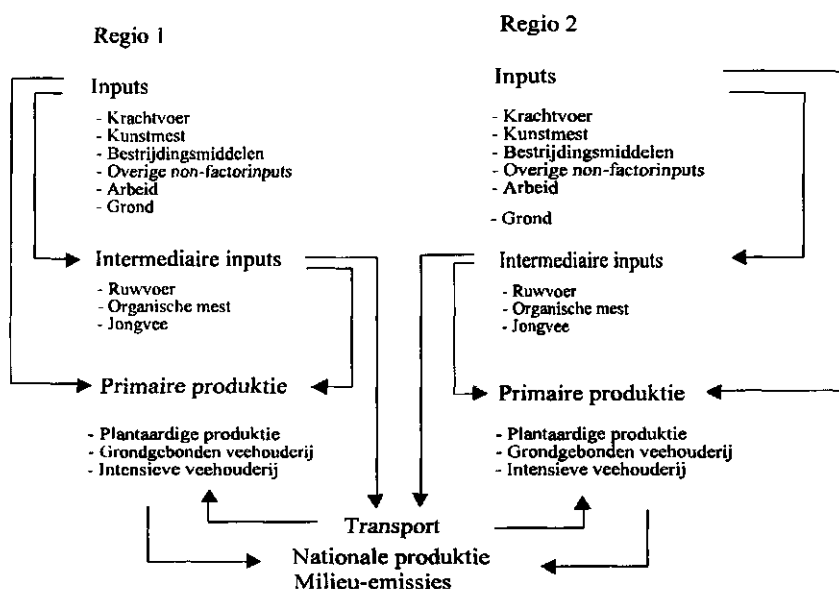 Regio 1
Inputs
- Krachtvoer
- Kunstmest
- Bestrijdingsmiddelen
- Overige non-factorinputs
- Arbeid
- Grond
Intermediaire inputs
- Ruwvoer
- Organische mest
- Jongvee
Primaire produktie
- Plantaardige produktie
- Grondgebonden veehouderij
- Intensieve veehouderij
Regio 2
Inputs
- Krachtvoer
- Kunstmest
- Bestrijdingsmiddelen
- Overige non-factorinputs
- Arbeid
- Grond
Intermediaire inputs
- Ruwvoer
- Organische mest
- Jongvee
Primaire produktie
- Plantaardige produktie
- Grondgebonden veehouderij
- Intensieve veehouderij
Transport
Nationale produktie
Milieu-emissies